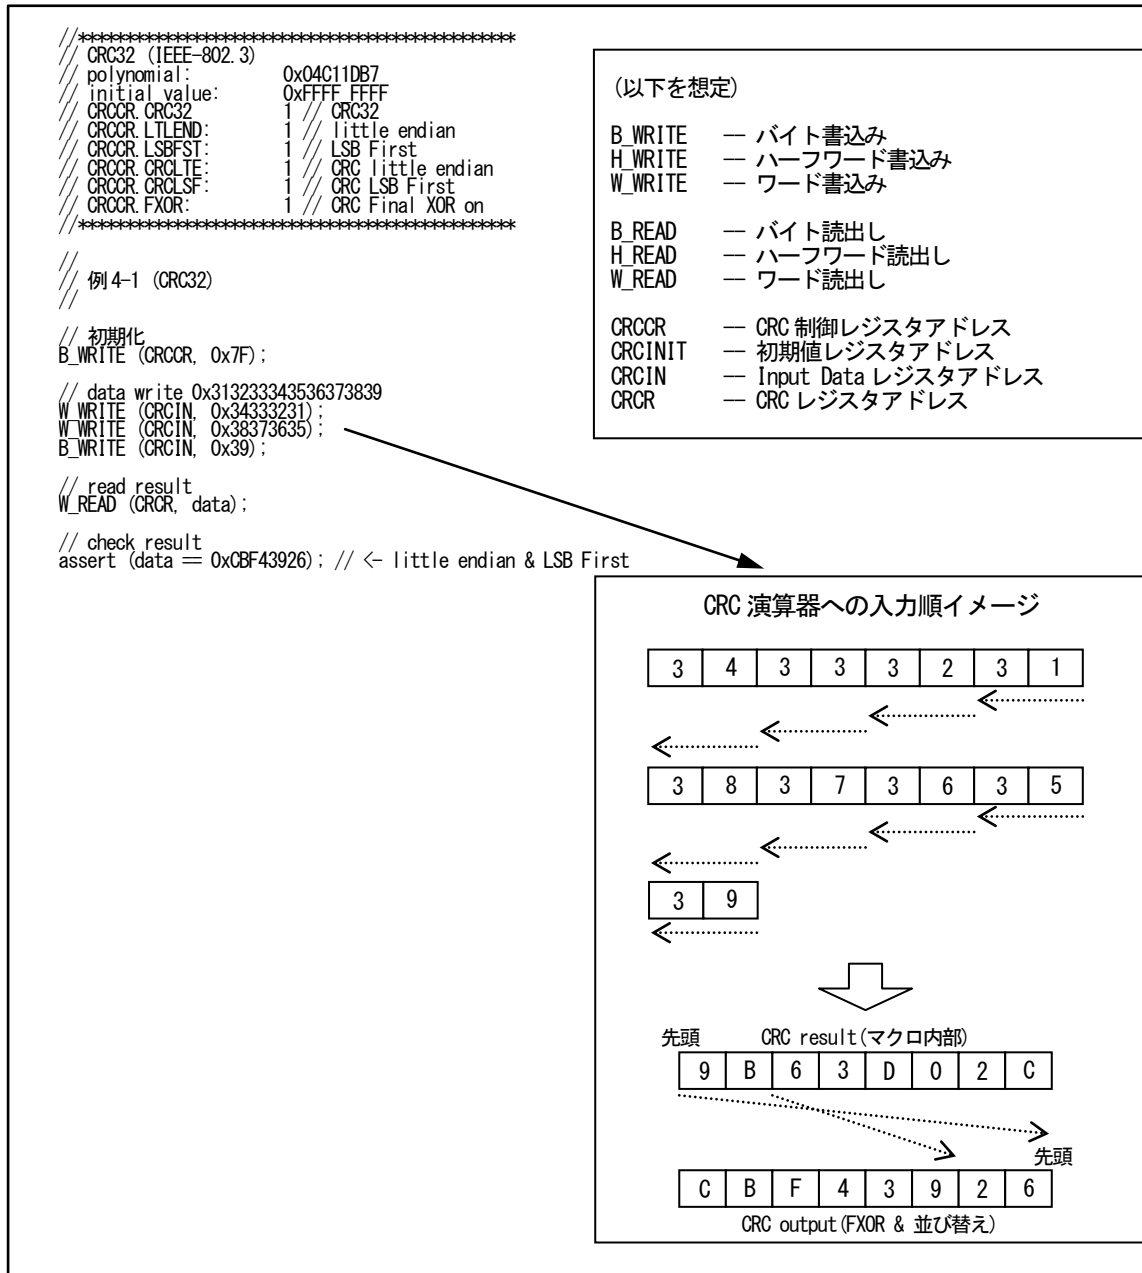 //*********************************************
// CRC32 (IEEE-802.3)
// polynomial: 0x04C11DB7
// initial value: 0xFFFF_FFFF
// CRCCR.CRC32 1 // CRC32
// CRCCR.LTLEND: 1 // little endian
// CRCCR.LSBFST: 1 // LSB First
// CRCCR.CRCLTE: 1 // CRC little endian
// CRCCR.CRCLSF: 1 // CRC LSB First
// CRCCR.FXOR: 1 // CRC Final XOR on
//*********************************************
//
// 例 4-1 (CRC32)
//
// 初期化
B_WRITE (CRCCR, 0x7F);
// data write 0x313233343536373839
W_WRITE (CRCIN, 0x34333231);
W_WRITE (CRCIN, 0x38373635);
B_WRITE (CRCIN, 0x39);
// read result
W_READ (CRCR, data);
// check result
assert (data == 0xCBF43926); // <- little endian & LSB First
(以下を想定)
B_WRITE -- バイト書込み
H_WRITE -- ハーフワード書込み
W_WRITE -- ワード書込み
B_READ -- バイト読出し
H_READ -- ハーフワード読出し
W_READ -- ワード読出し
CRCCR -- CRC 制御レジスタアドレス
CRCINIT -- 初期値レジスタアドレス
CRCIN -- Input Data レジスタアドレス
CRCR -- CRC レジスタアドレス
CRC 演算器への入力順イメージ
3 4 3 3 3 2 3 1
3 8 3 7 3 6 3 5
3 9
先頭 CRC result(マクロ内部)
9 B 6 3 D 0 2 C
先頭
C B F 4 3 9 2 6
CRC output(FXOR & 並び替え)